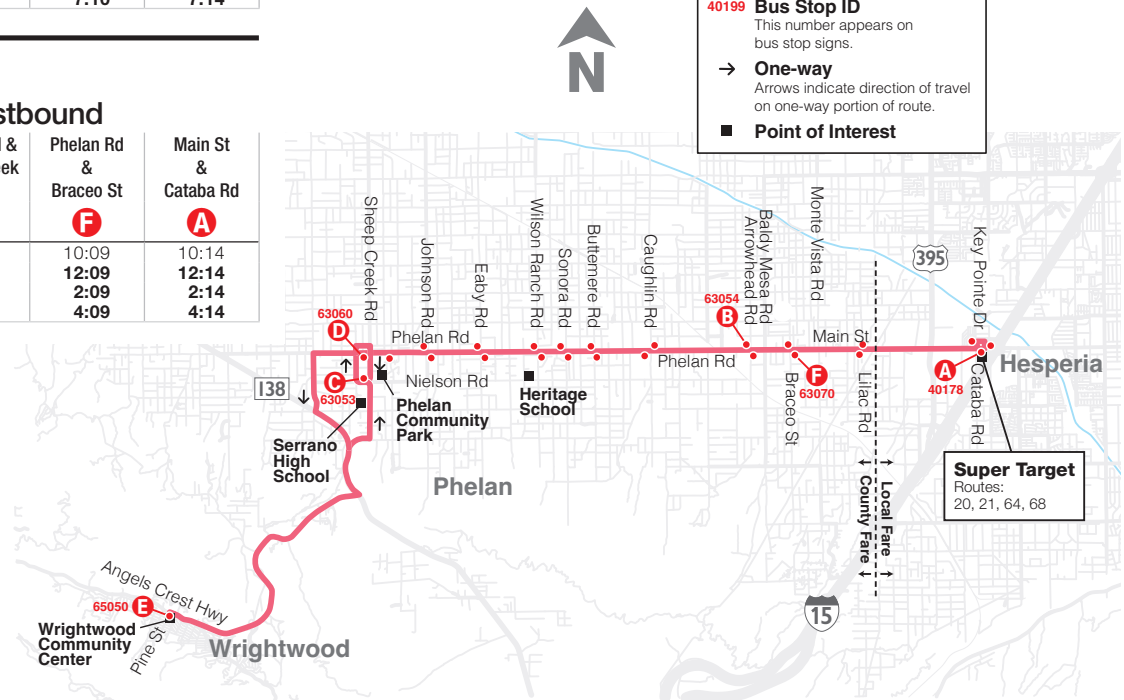 7:14
40199 Bus Stop ID
This number appears on
bus stop signs.
→ One-way
Arrows indicate direction of travel
on one-way portion of route.
■ Point of Interest
N
stbound
Phelan Rd
&
Braceo St
F
Main St
&
Cataba Rd
A
10:09 10:14
12:09 12:14
2:09 2:14
4:09 4:14
Sheep Creek Rd
Johnson Rd
Eaby Rd
Wilson Ranch Rd
Sonora Rd
Buttemere Rd
Caughlin Rd
Arrowhead Rd
Baldy Mesa Rd
Monte Vista Rd
Key Pointe Dr
395
63060
D
Phelan Rd
63054
B
Main St
Phelan Rd
Hesperia
138
C
63053
Nielson Rd
Phelan
Community
Park
Heritage
School
Braceo St
F
63070
Lilac Rd
A
40178
Cataba Rd
Serrano
High
School
Phelan
Super Target
Routes:
20, 21, 64, 68
← County Fare ←
→ Local Fare →
15
Angels Crest Hwy
65050 E
Wrightwood
Community
Center
Pine St
Wrightwood